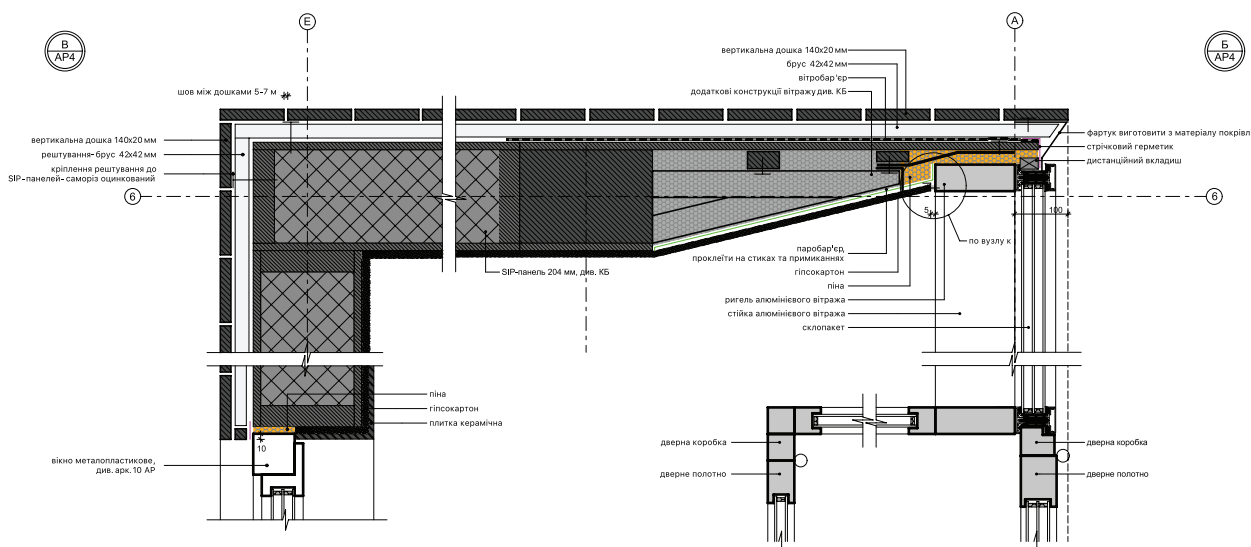 Е
А
В
АР4
Б
АР4
вертикальна дошка 140х20 мм
брус 42х42 мм
вітробар'єр
додаткові конструкції вітражу див. КБ
шов між дошками 5-7 м
вертикальна дошка 140х20 мм
рештування-брус 42х42 мм
кріплення рештування до
SIP-панелей-саморіз оцинкований
фартук виготовити з матеріалу покрівл
стрічковий герметик
дистанційний вкладиш
6
6
5
100
по вузлу к
паробар'єр,
проклеїти на стиках та примиканнях
гіпсокартон
піна
ригель алюмінієвого вітража
стійка алюмінієвого вітража
склопакет
SIP-панель 204 мм, див. КБ
піна
гіпсокартон
плитка керамічна
10
вікно металопластикове,
див. арк. 10 АР
дверна коробка
дверне полотно
дверна коробка
дверне полотно